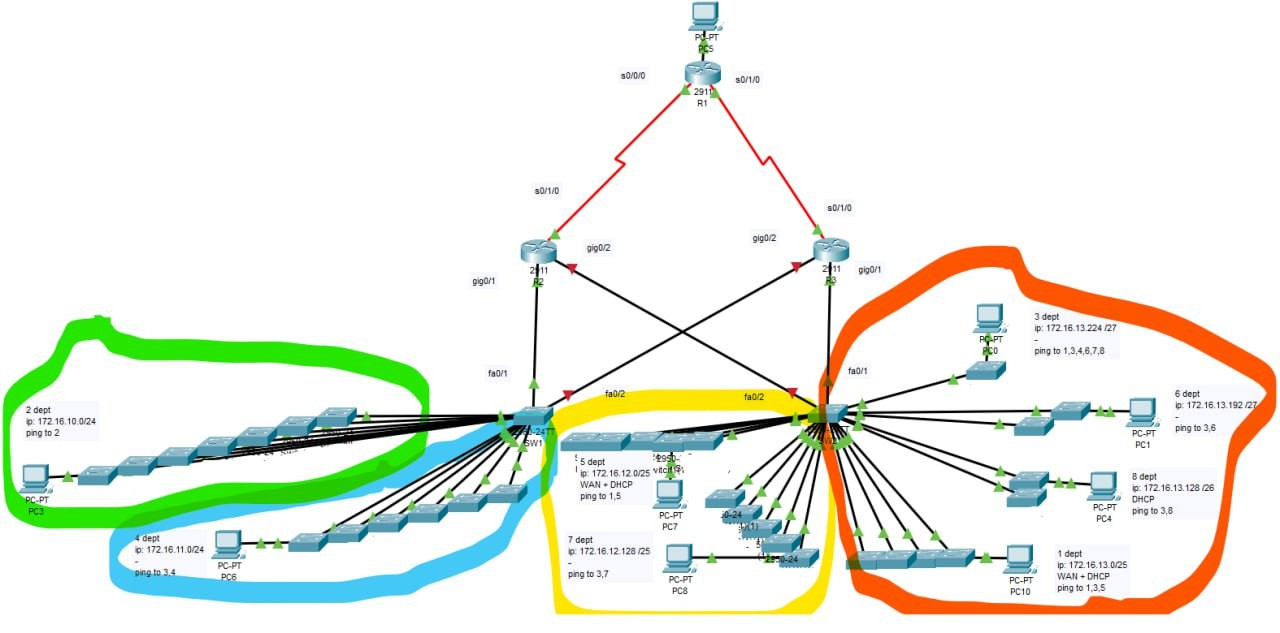 PC-PT
PC5
s0/0/0
s0/1/0
2911
R1
s0/1/0
s0/1/0
gig0/2
gig0/2
2911
R2
2911
R3
gig0/1
gig0/1
fa0/1
fa0/1
fa0/2
fa0/2
SW1
3 dept
ip: 172.16.13.224 /27
-
ping to 1,3,4,6,7,8
PC-PT
PC0
2 dept
ip: 172.16.10.0/24
ping to 2
PC-PT
PC3
6 dept
ip: 172.16.13.192 /27
-
ping to 3,6
PC-PT
PC1
5 dept
ip: 172.16.12.0/25
WAN + DHCP
ping to 1,5
PC-PT
PC7
8 dept
ip: 172.16.13.128 /26
DHCP
ping to 3,8
PC-PT
PC4
4 dept
ip: 172.16.11.0/24
-
ping to 3,4
PC-PT
PC6
7 dept
ip: 172.16.12.128 /25
-
ping to 3,7
PC-PT
PC8
1 dept
ip: 172.16.13.0/25
WAN + DHCP
ping to 1,3,5
PC-PT
PC10